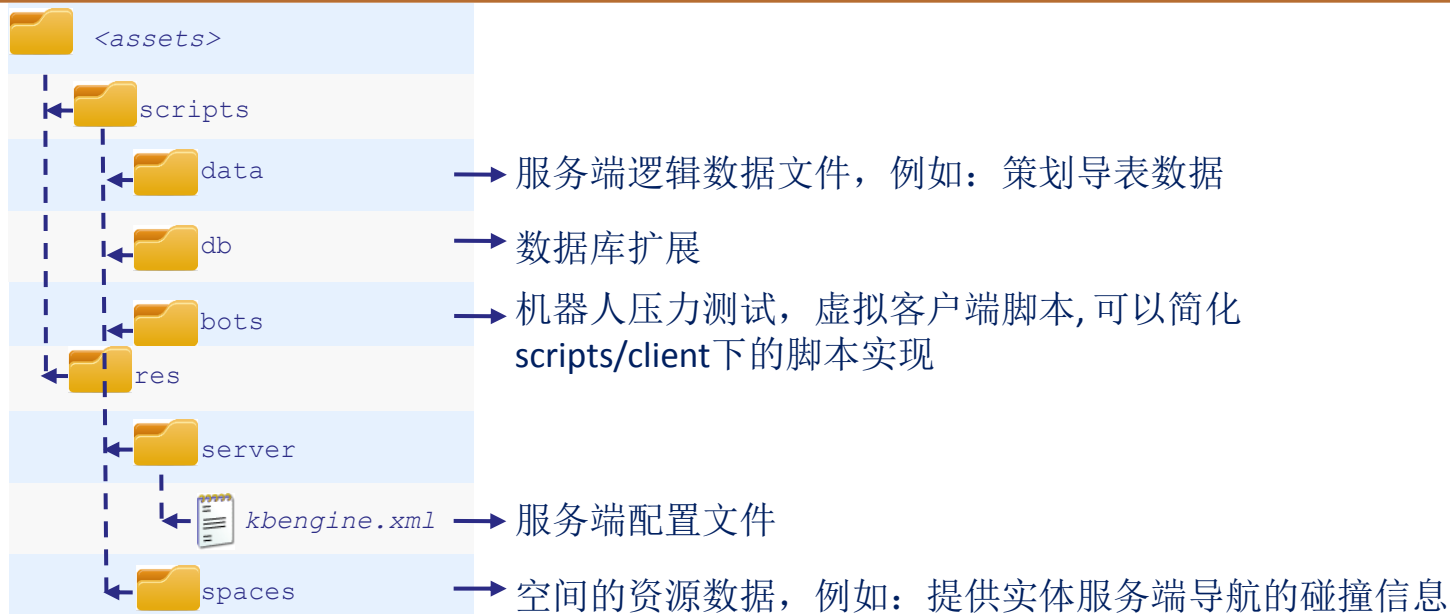 <assets>
scripts
data
服务端逻辑数据文件，例如：策划导表数据
db
数据库扩展
bots
机器人压力测试，虚拟客户端脚本, 可以简化
scripts/client下的脚本实现
res
server
kbengine.xml
服务端配置文件
spaces
空间的资源数据，例如：提供实体服务端导航的碰撞信息